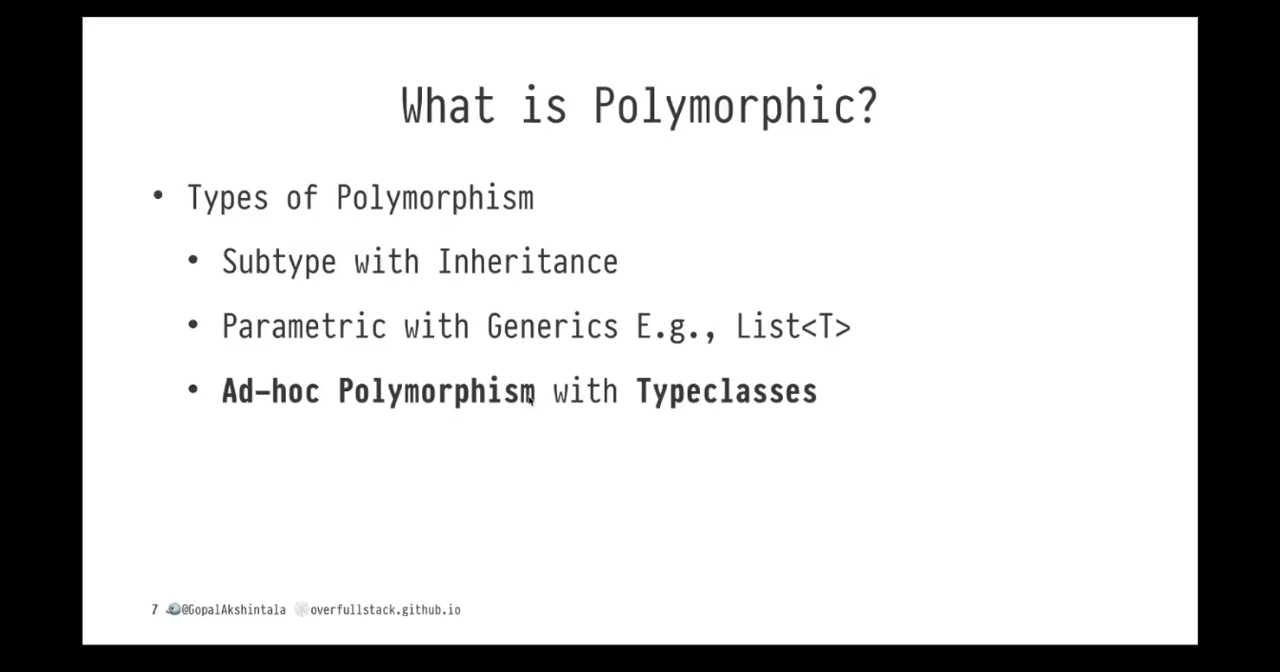 What is Polymorphic?
• Types of Polymorphism
• Subtype with Inheritance
• Parametric with Generics E.g., List<T>
• Ad-hoc Polymorphism with Typeclasses
7 @GopalAkshintala overfullstack.github.io